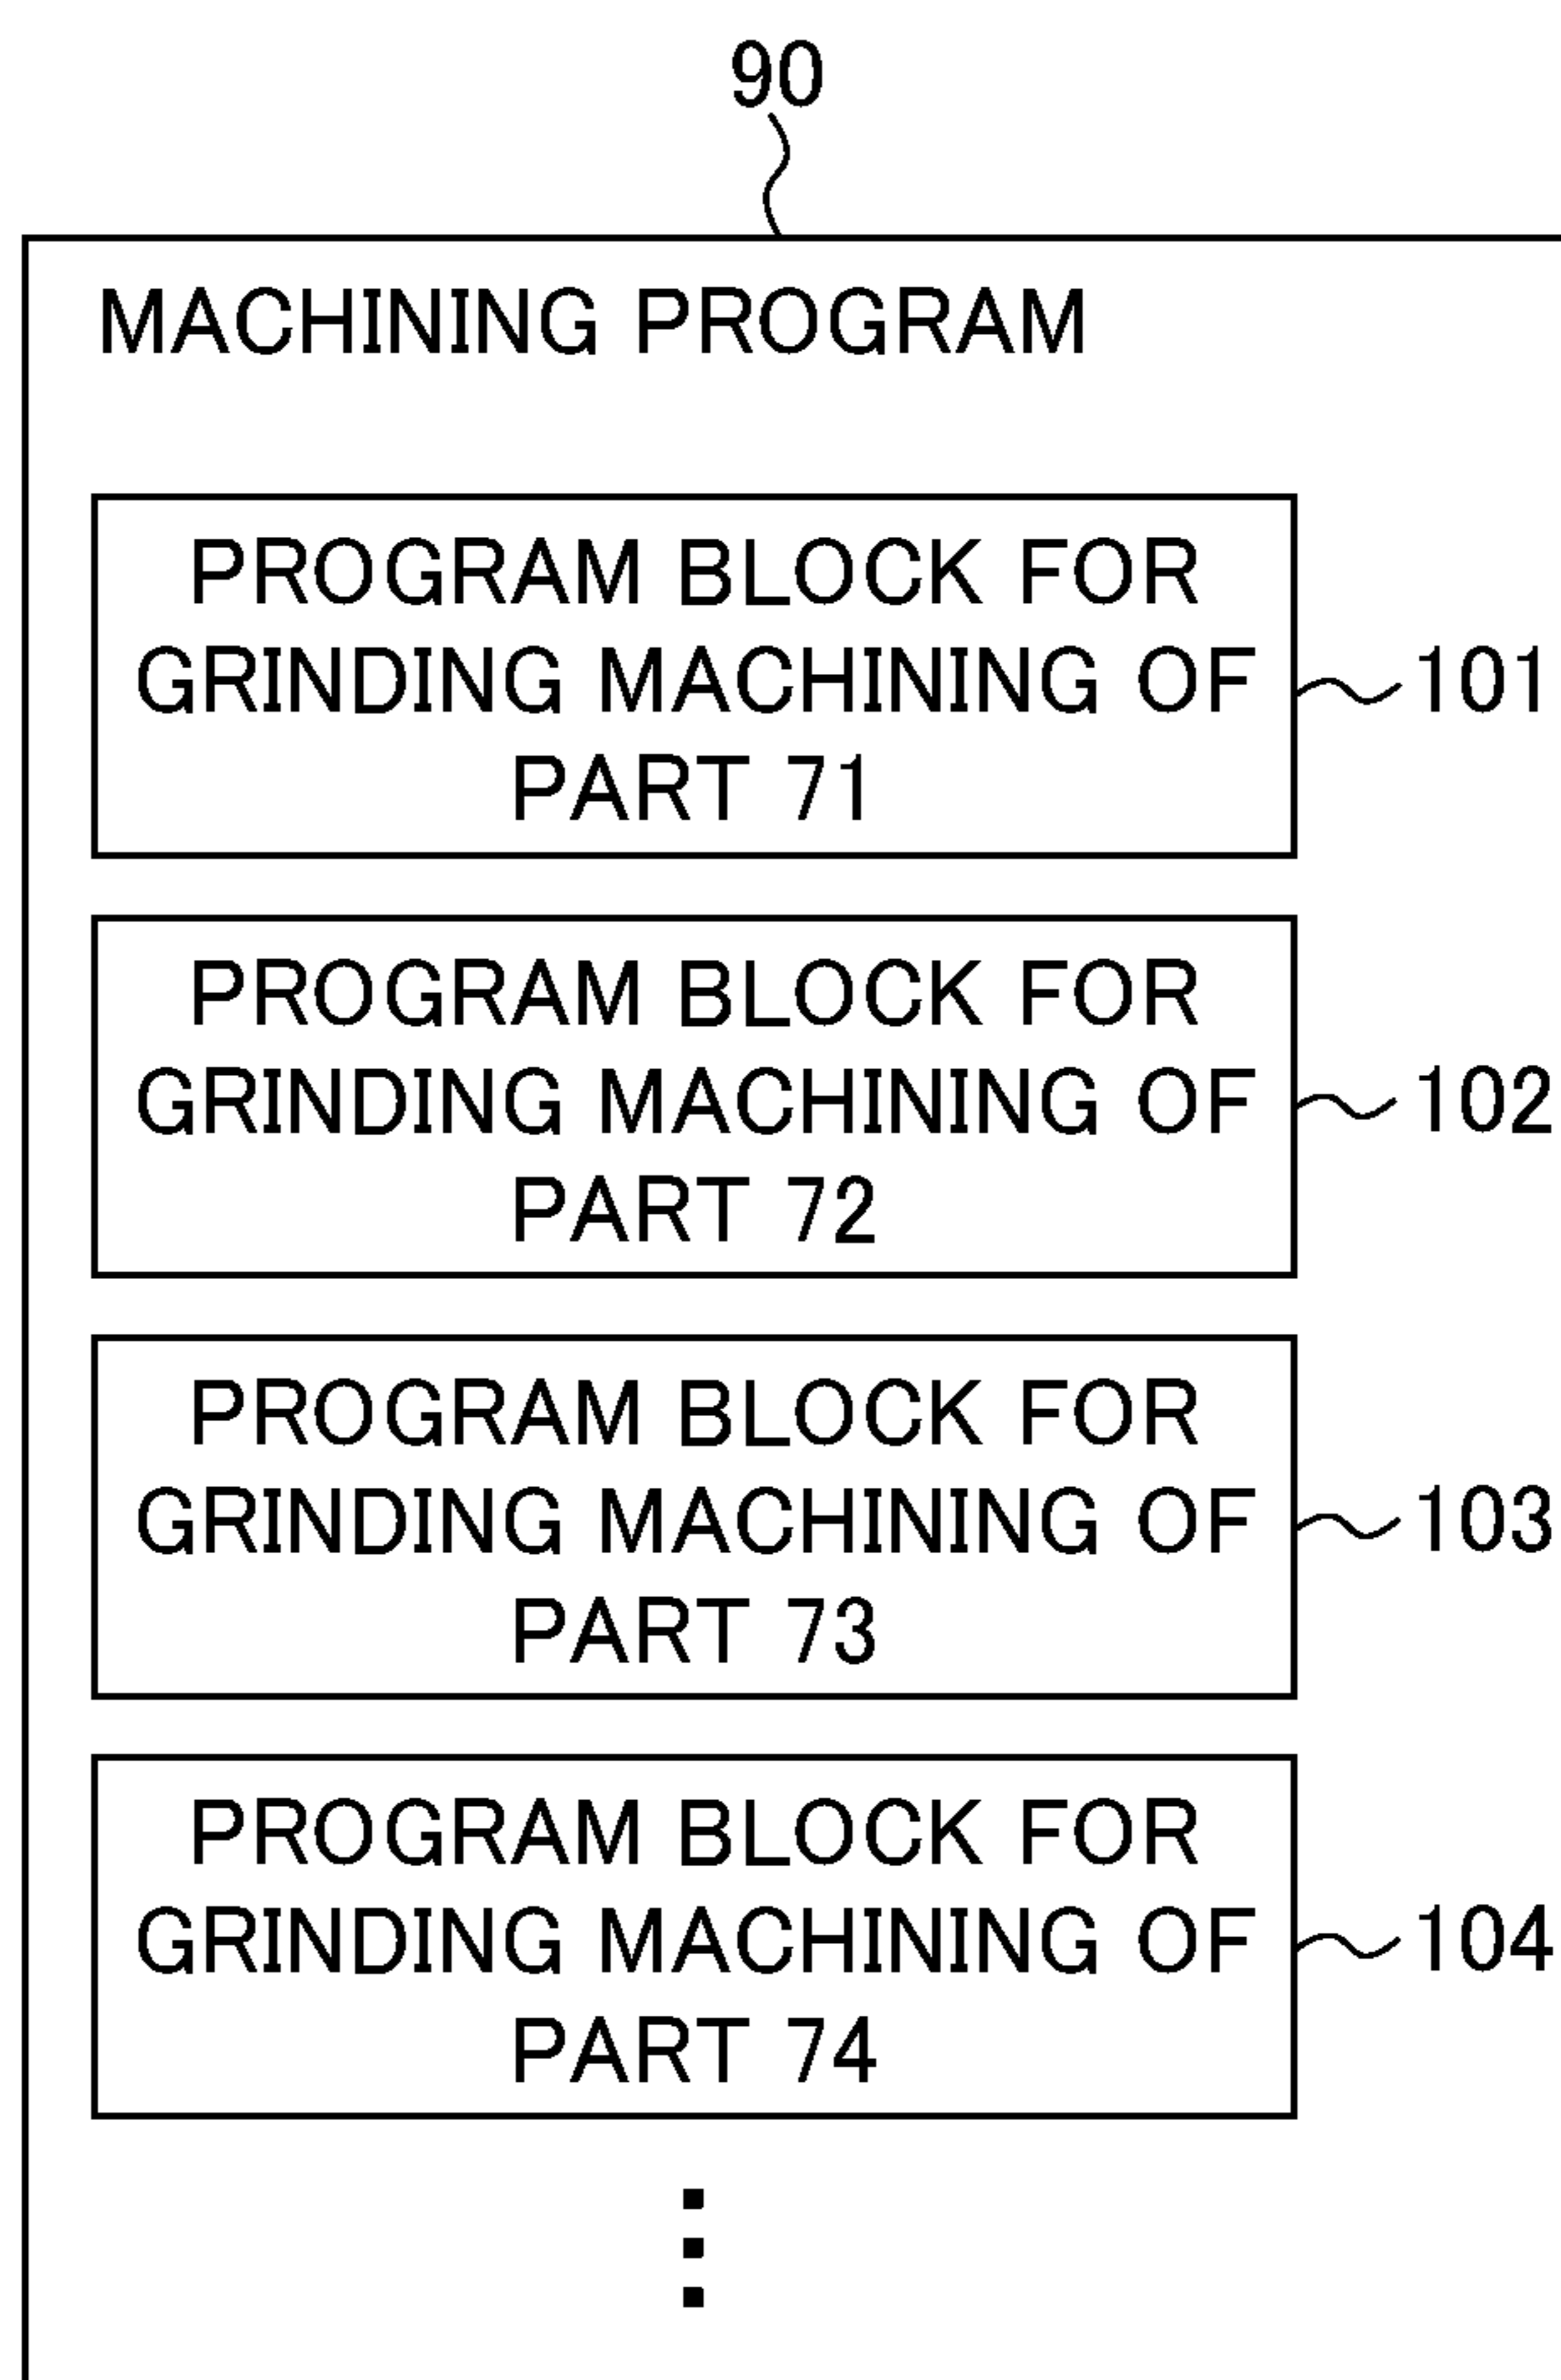 90
MACHINING PROGRAM
PROGRAM BLOCK FOR
GRINDING MACHINING OF
PART 71
101
PROGRAM BLOCK FOR
GRINDING MACHINING OF
PART 72
102
PROGRAM BLOCK FOR
GRINDING MACHINING OF
PART 73
103
PROGRAM BLOCK FOR
GRINDING MACHINING OF
PART 74
104